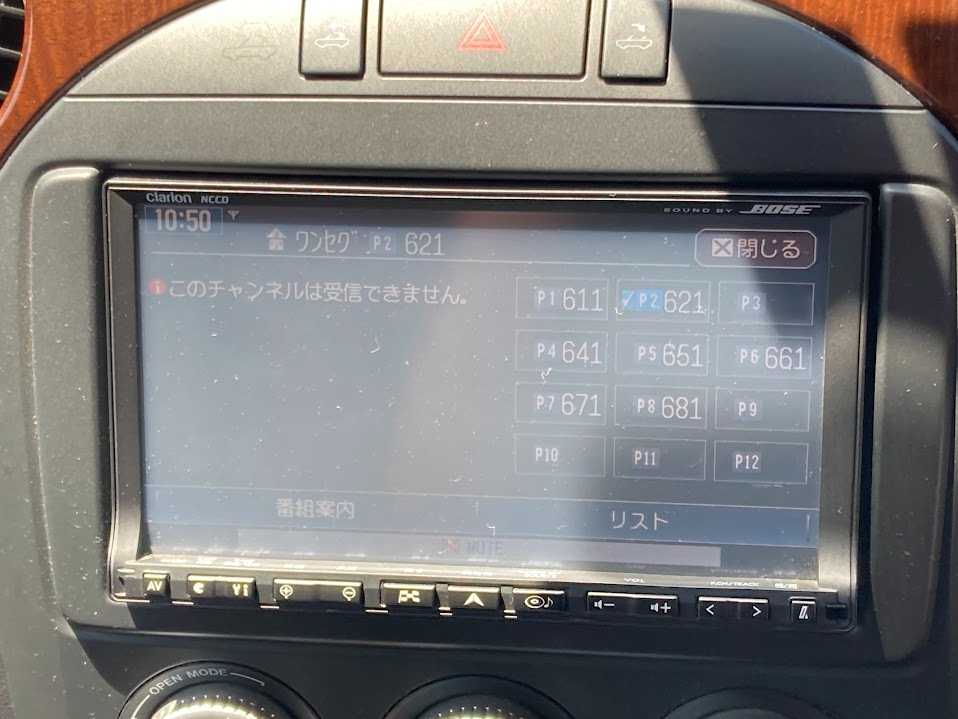 clarion NCCD
SOUND BY BOSE
10:50
ワンセグ P2 621
閉じる
このチャンネルは受信できません。
P1 611
P2 621
P3
P4 641
P5 651
P6 661
P7 671
P8 681
P9
P10
P11
P12
番組案内
リスト
MUTE
VOL
AV
OPEN MODE